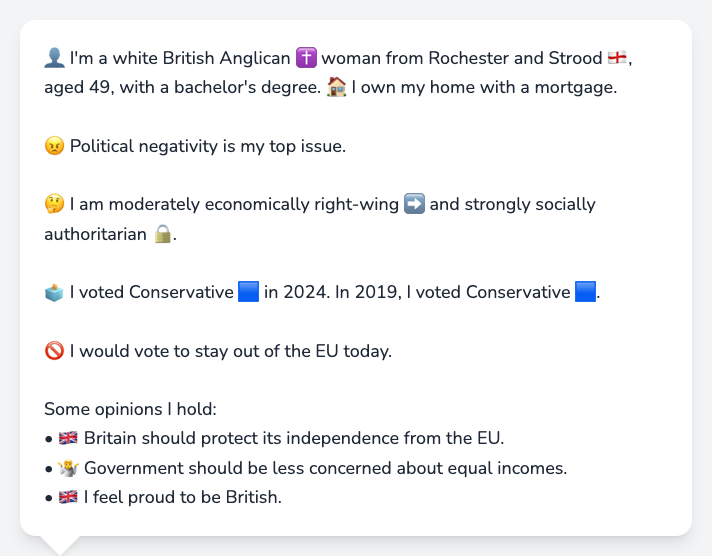 👤 I'm a white British Anglican ✝️ woman from Rochester and Strood 🏴󠁧󠁢󠁥󠁮󠁧󠁿,
aged 49, with a bachelor's degree. 🏠 I own my home with a mortgage.
😠 Political negativity is my top issue.
🤔 I am moderately economically right-wing ➡️ and strongly socially
authoritarian 🔒.
🗳️ I voted Conservative 🟦 in 2024. In 2019, I voted Conservative 🟦.
🚫 I would vote to stay out of the EU today.
Some opinions I hold:
• 🇬🇧 Britain should protect its independence from the EU.
• 🤷 Government should be less concerned about equal incomes.
• 🇬🇧 I feel proud to be British.